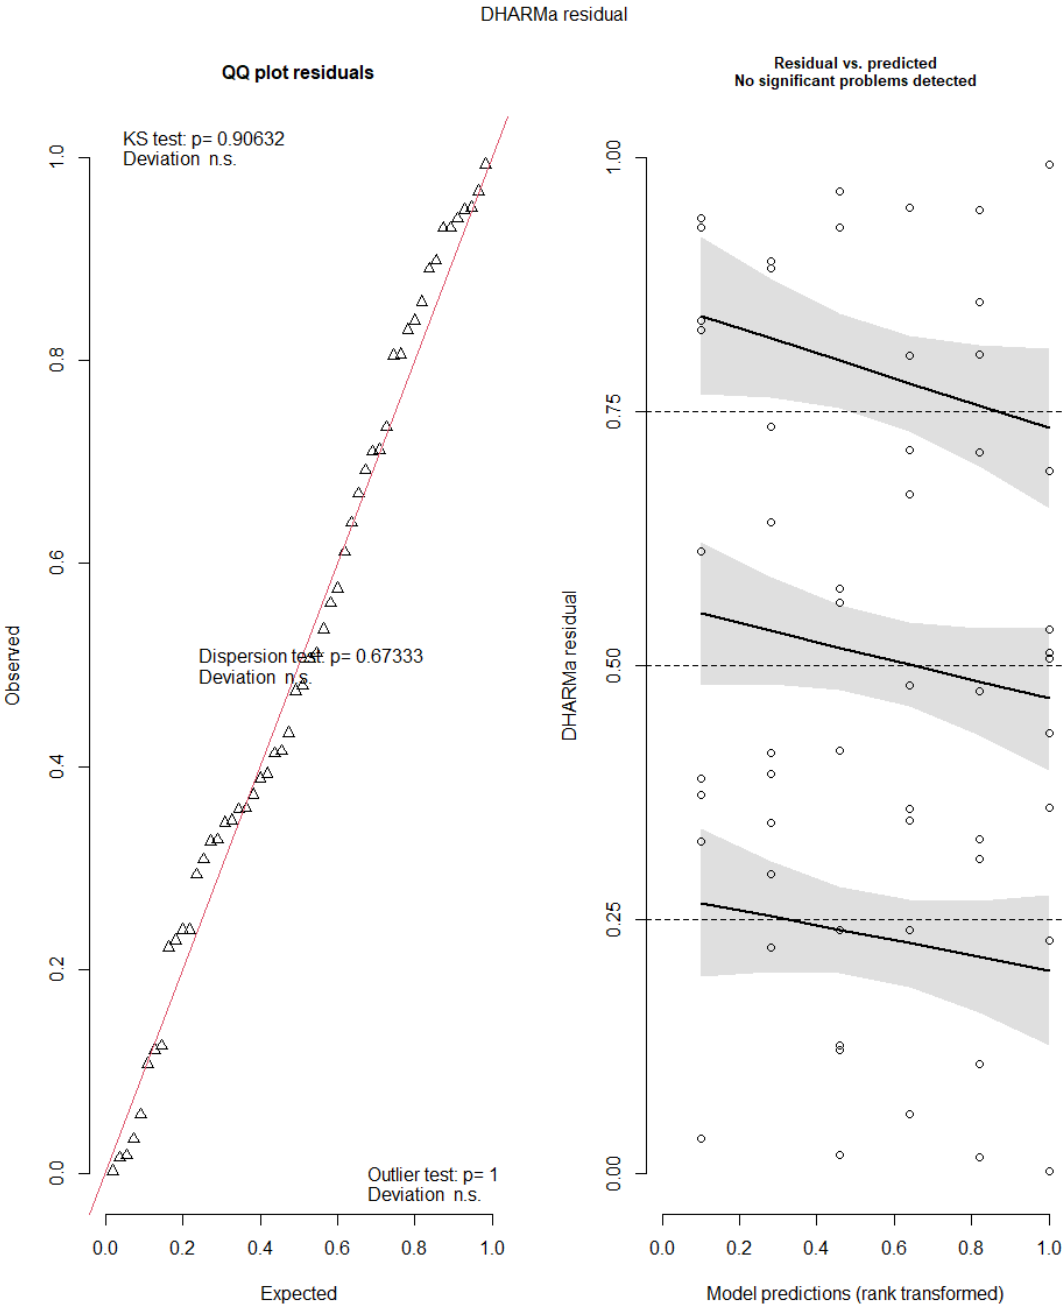 DHARMa residual
QQ plot residuals
KS test: p= 0.90632
Deviation n.s.
Dispersion test: p= 0.67333
Deviation n.s.
Outlier test: p= 1
Deviation n.s.
Observed
0.0
0.2
0.4
0.6
0.8
1.0
0.0 0.2 0.4 0.6 0.8 1.0
Expected
Residual vs. predicted
No significant problems detected
DHARMa residual
0.00
0.25
0.50
0.75
1.00
0.0 0.2 0.4 0.6 0.8 1.0
Model predictions (rank transformed)